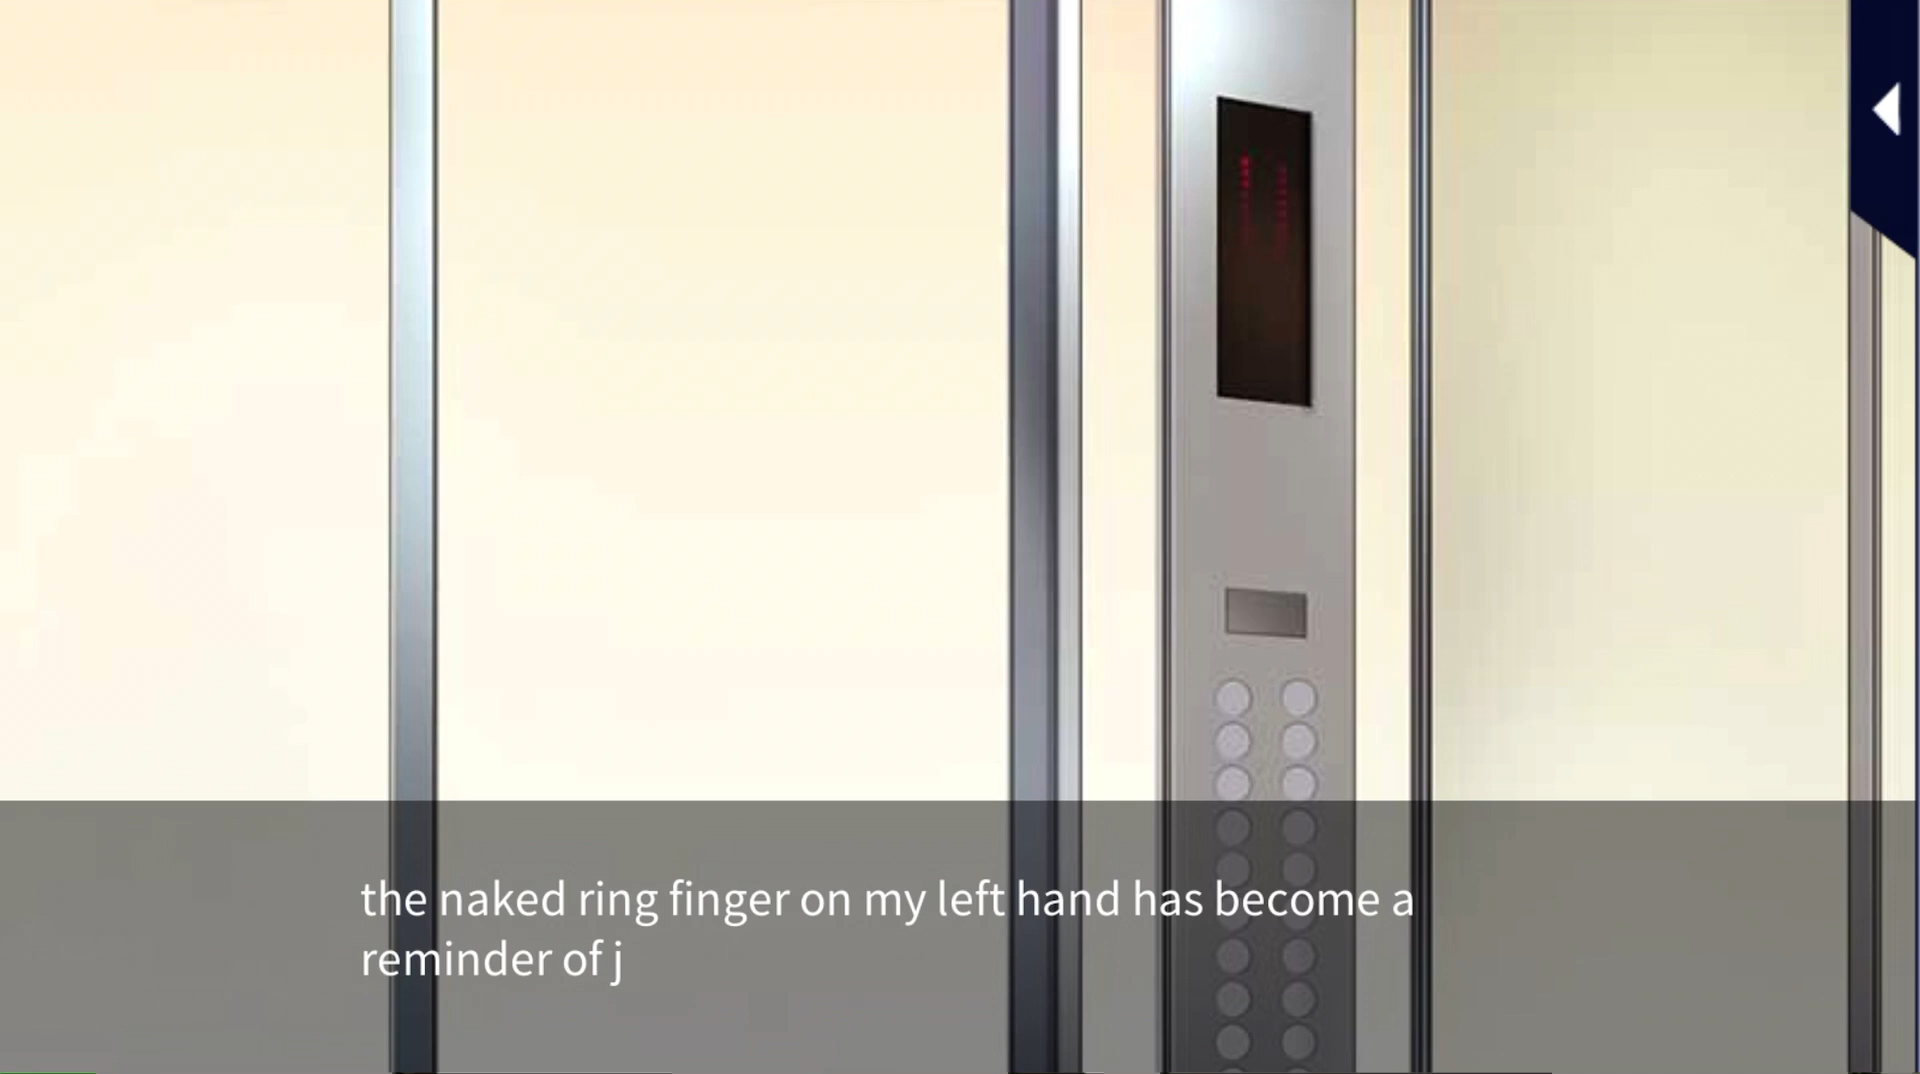 the naked ring finger on my left hand has become a
reminder of j